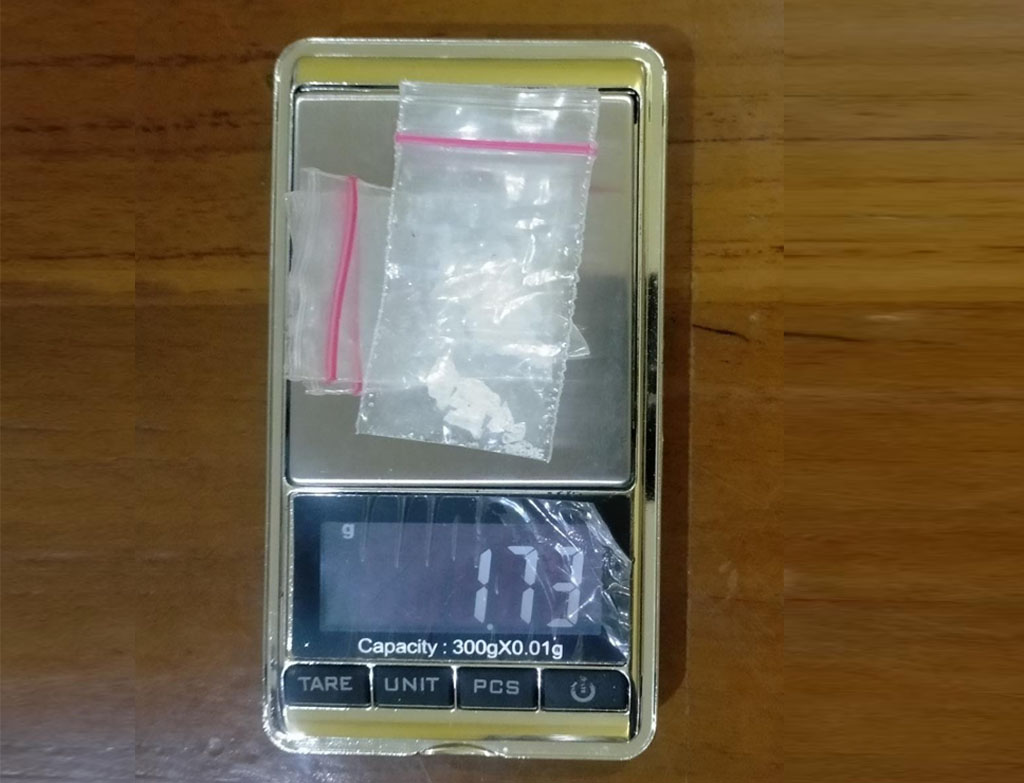 g
1.73
Capacity : 300gX0.01g
TARE UNIT PCS